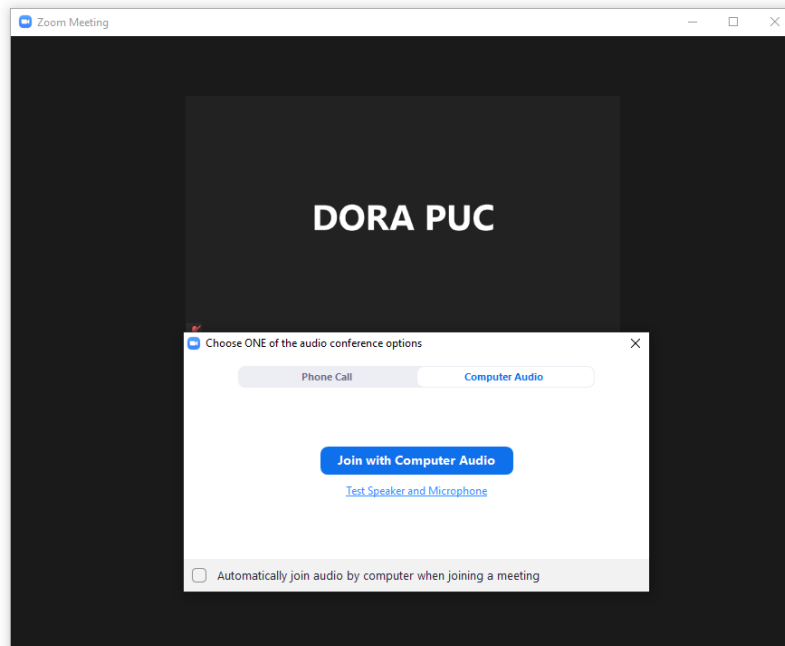 Zoom Meeting
DORA PUC
Choose ONE of the audio conference options
Phone Call
Computer Audio
Join with Computer Audio
Test Speaker and Microphone
Automatically join audio by computer when joining a meeting